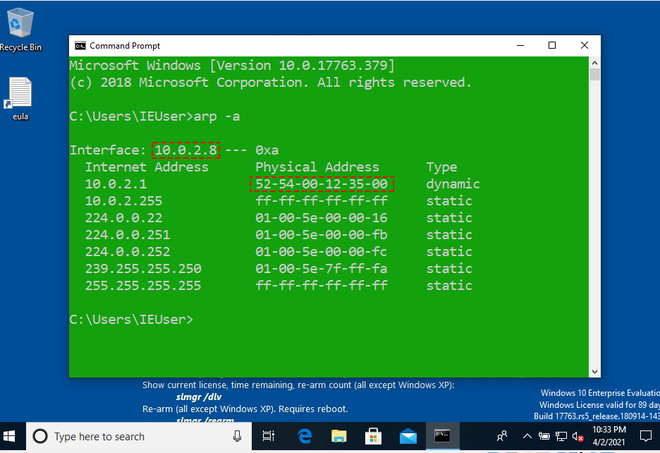 Recycle Bin
eula
Command Prompt
Microsoft Windows [Version 10.0.17763.379]
(c) 2018 Microsoft Corporation. All rights reserved.
C:\Users\IEUser>arp -a
Interface: 10.0.2.8 --- 0xa
Internet Address Physical Address Type
10.0.2.1 52-54-00-12-35-00 dynamic
10.0.2.255 ff-ff-ff-ff-ff-ff static
224.0.0.22 01-00-5e-00-00-16 static
224.0.0.251 01-00-5e-00-00-fb static
224.0.0.252 01-00-5e-00-00-fc static
239.255.255.250 01-00-5e-7f-ff-fa static
255.255.255.255 ff-ff-ff-ff-ff-ff static
C:\Users\IEUser>
Show current license, time remaining, re-arm count (all except Windows XP):
slmgr /dlv
Re-arm (all except Windows XP). Requires reboot.
slmgr /rearm
Windows 10 Enterprise Evaluatio
Windows License valid for 89 day
Build 17763.rs5_release.180914-143
Type here to search
10:33 PM
4/2/2021